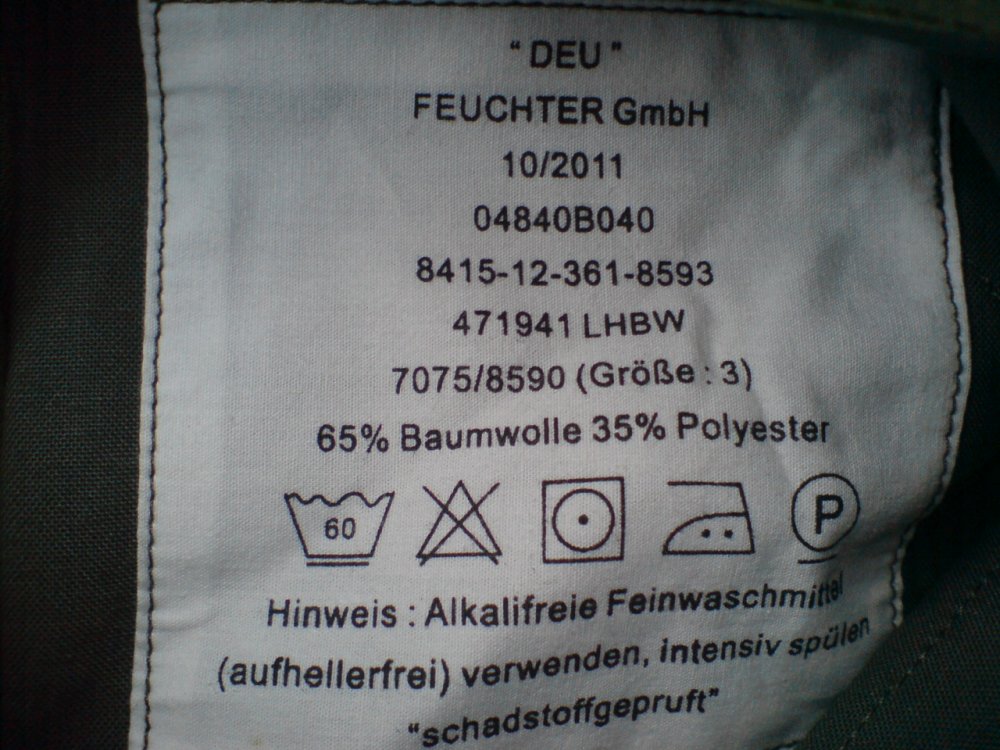 “ DEU ”
FEUCHTER GmbH
10/2011
04840B040
8415-12-361-8593
471941 LHBW
7075/8590 (Größe : 3)
65% Baumwolle 35% Polyester
60 P
Hinweis : Alkalifreie Feinwaschmittel
(aufhellerfrei) verwenden, intensiv spülen
“schadstoffgepruft”